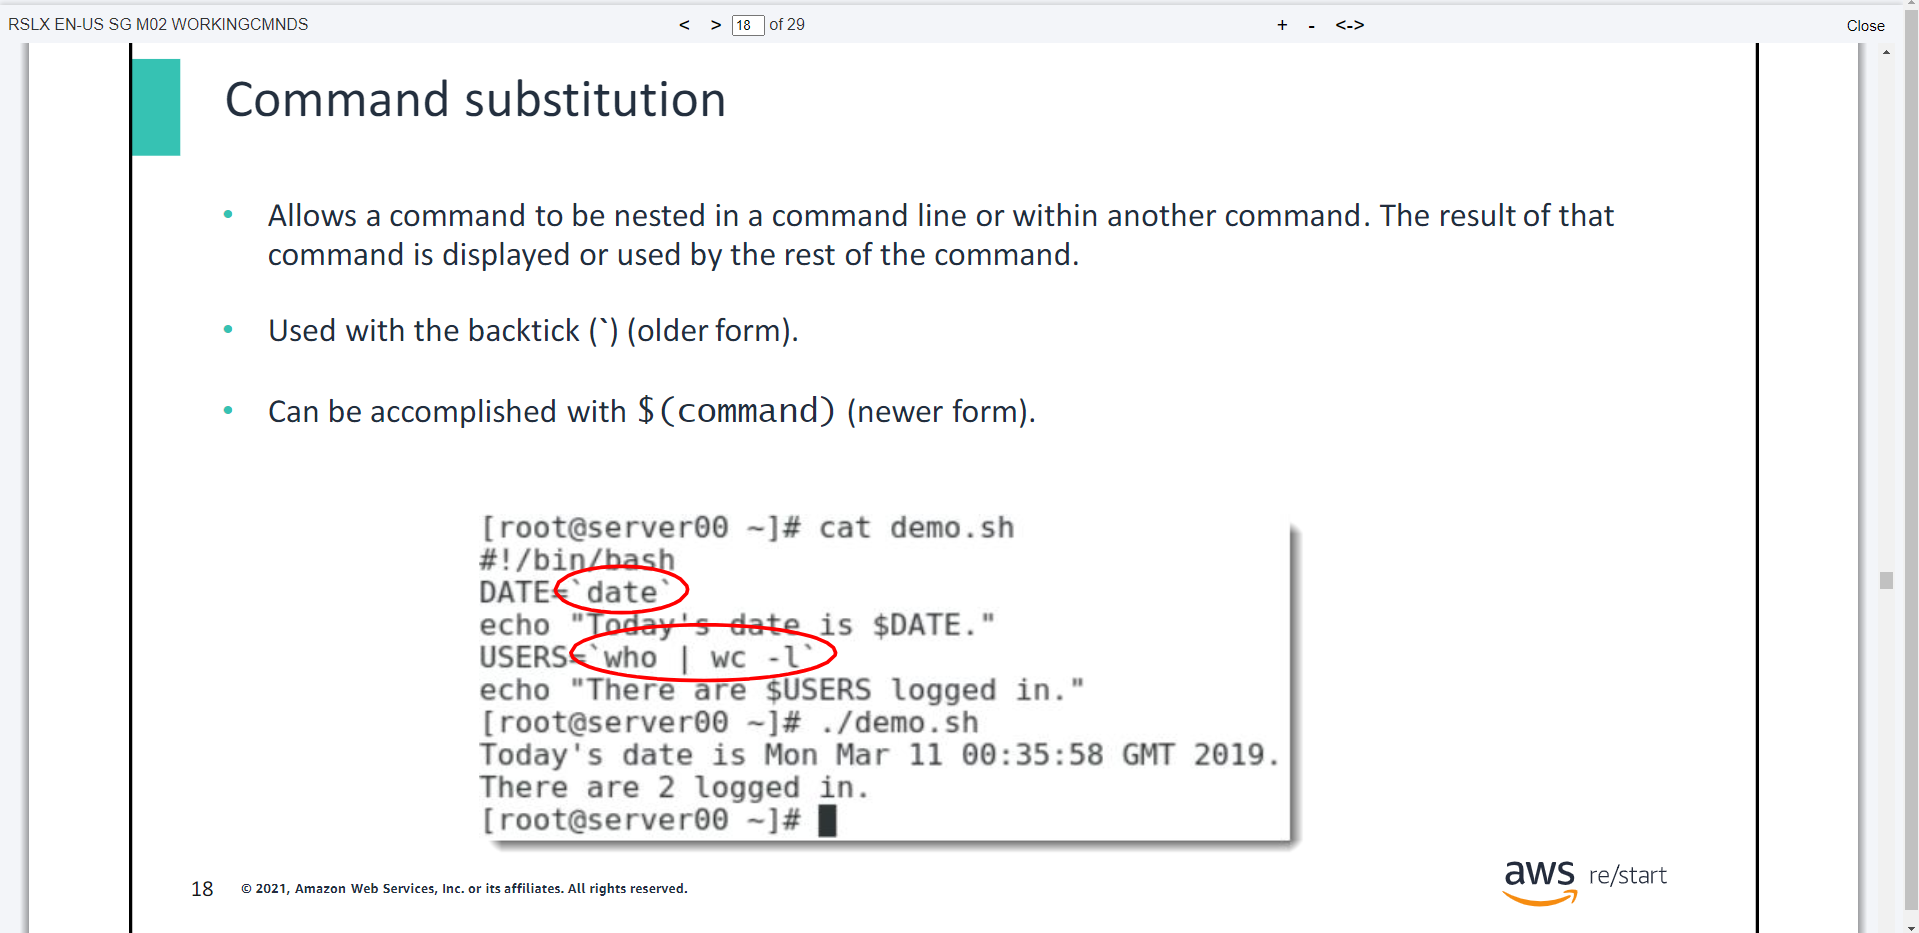 RSLX EN-US SG M02 WORKINGCMNDS
< > 18 of 29
+ - <->
Close
Command substitution
• Allows a command to be nested in a command line or within another command. The result of that
command is displayed or used by the rest of the command.
• Used with the backtick (`) (older form).
• Can be accomplished with $(command) (newer form).
[root@server00 ~]# cat demo.sh
#!/bin/bash
DATE=`date`
echo "Today's date is $DATE."
USERS=`who | wc -l`
echo "There are $USERS logged in."
[root@server00 ~]# ./demo.sh
Today's date is Mon Mar 11 00:35:58 GMT 2019.
There are 2 logged in.
[root@server00 ~]#
18 © 2021, Amazon Web Services, Inc. or its affiliates. All rights reserved.
aws re/start